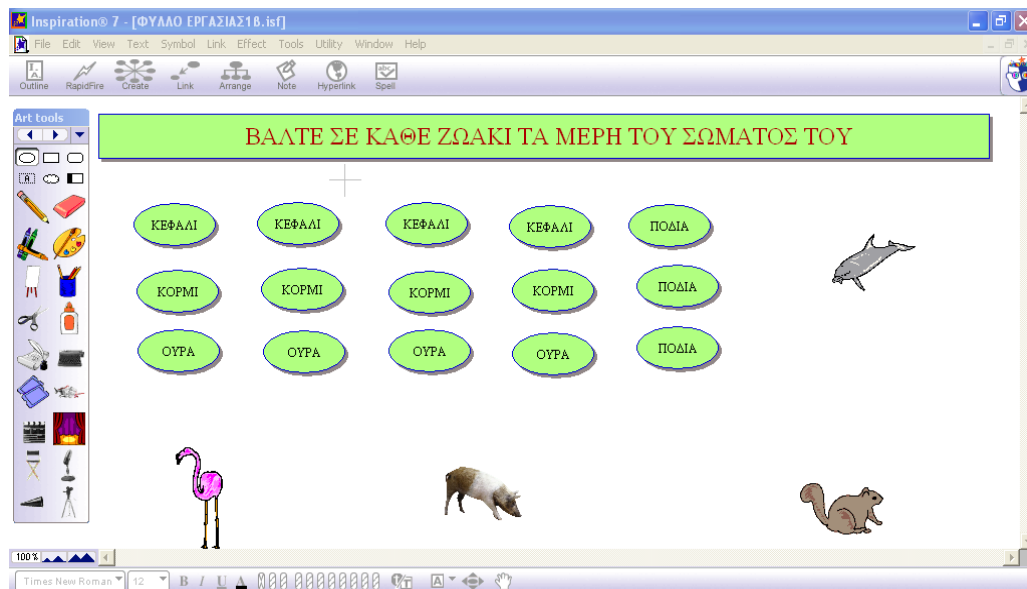 Inspiration® 7 - [ΦΥΛΛΟ ΕΡΓΑΣΙΑΣ1β.isf]
File Edit View Text Symbol Link Effect Tools Utility Window Help
Outline RapidFire Create Link Arrange Note Hyperlink Spell
Art tools
ΒΑΛΤΕ ΣΕ ΚΑΘΕ ΖΩΑΚΙ ΤΑ ΜΕΡΗ ΤΟΥ ΣΩΜΑΤΟΣ ΤΟΥ
ΚΕΦΑΛΙ ΚΕΦΑΛΙ ΚΕΦΑΛΙ ΚΕΦΑΛΙ ΠΟΔΙΑ
ΚΟΡΜΙ ΚΟΡΜΙ ΚΟΡΜΙ ΚΟΡΜΙ ΠΟΔΙΑ
ΟΥΡΑ ΟΥΡΑ ΟΥΡΑ ΟΥΡΑ ΠΟΔΙΑ
100%
Times New Roman 12 B I U A